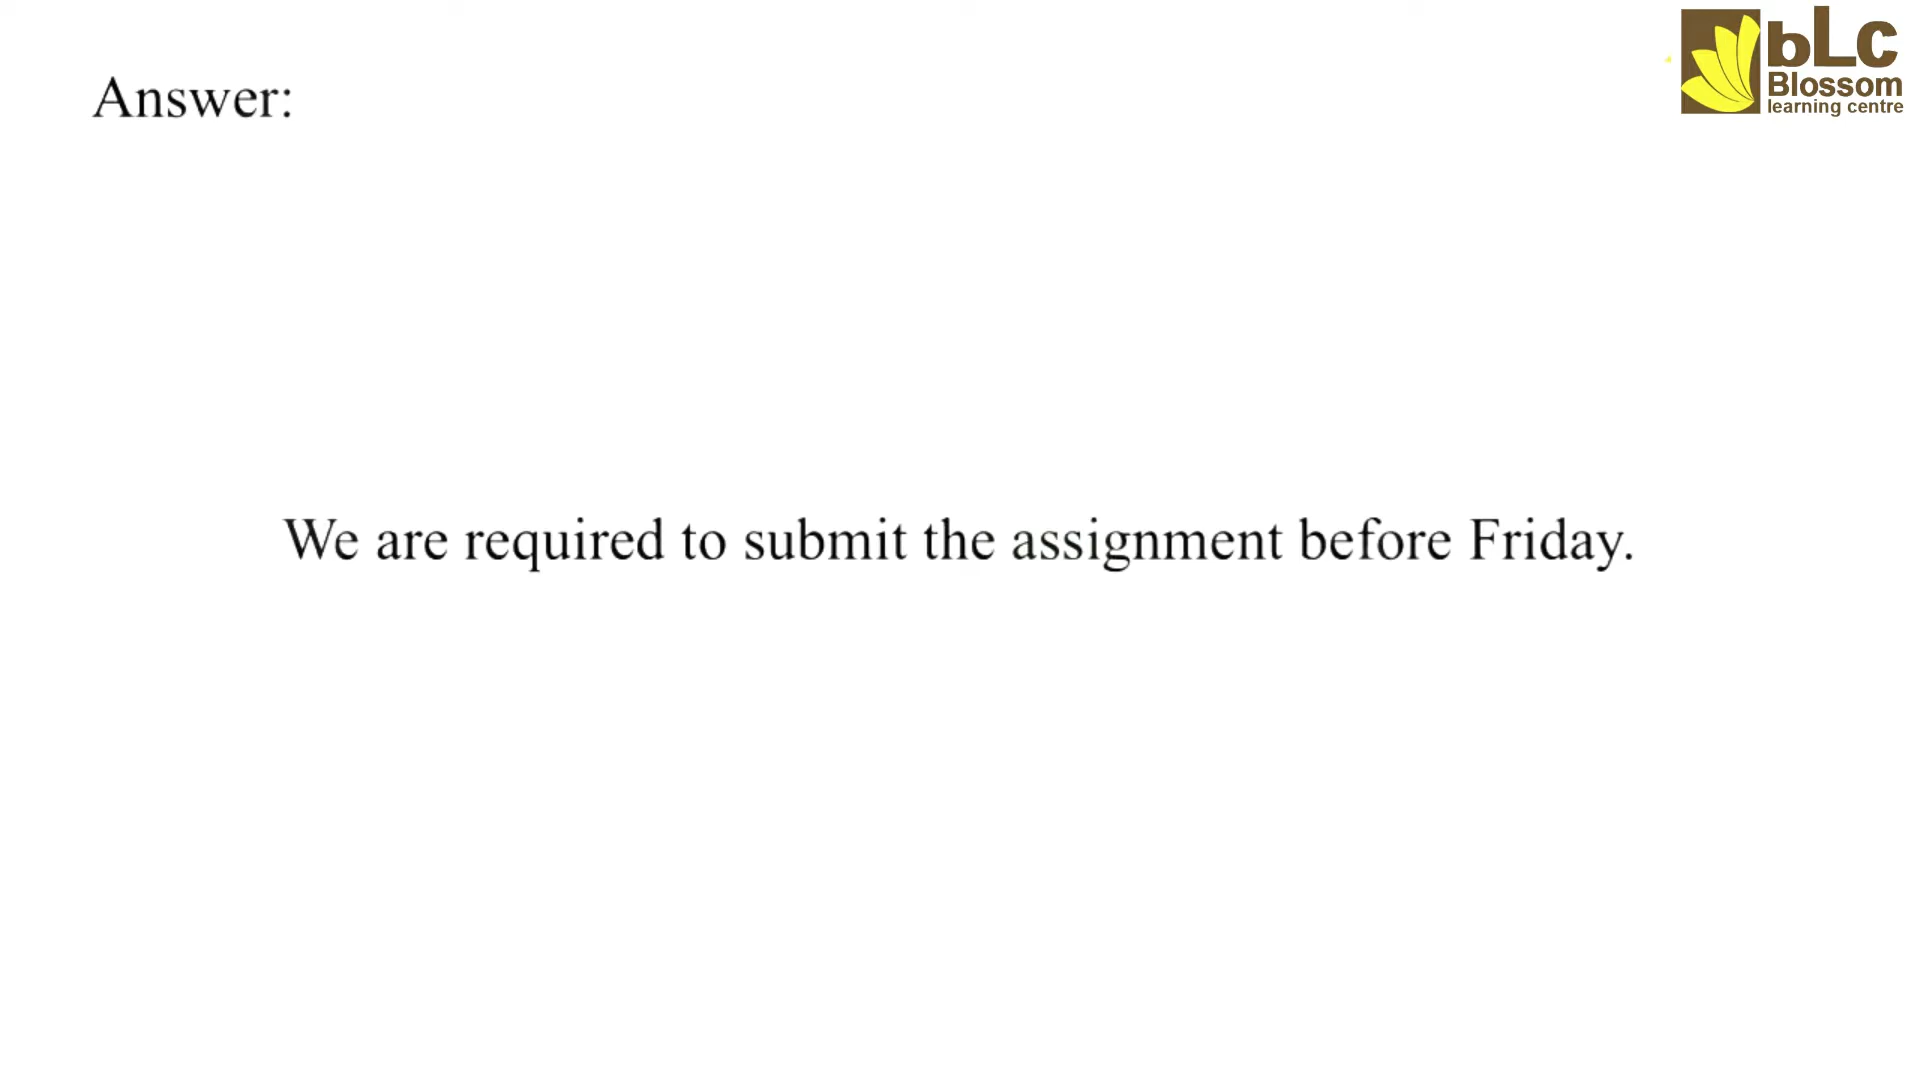 bLc
Blossom
learning centre
Answer:
We are required to submit the assignment before Friday.